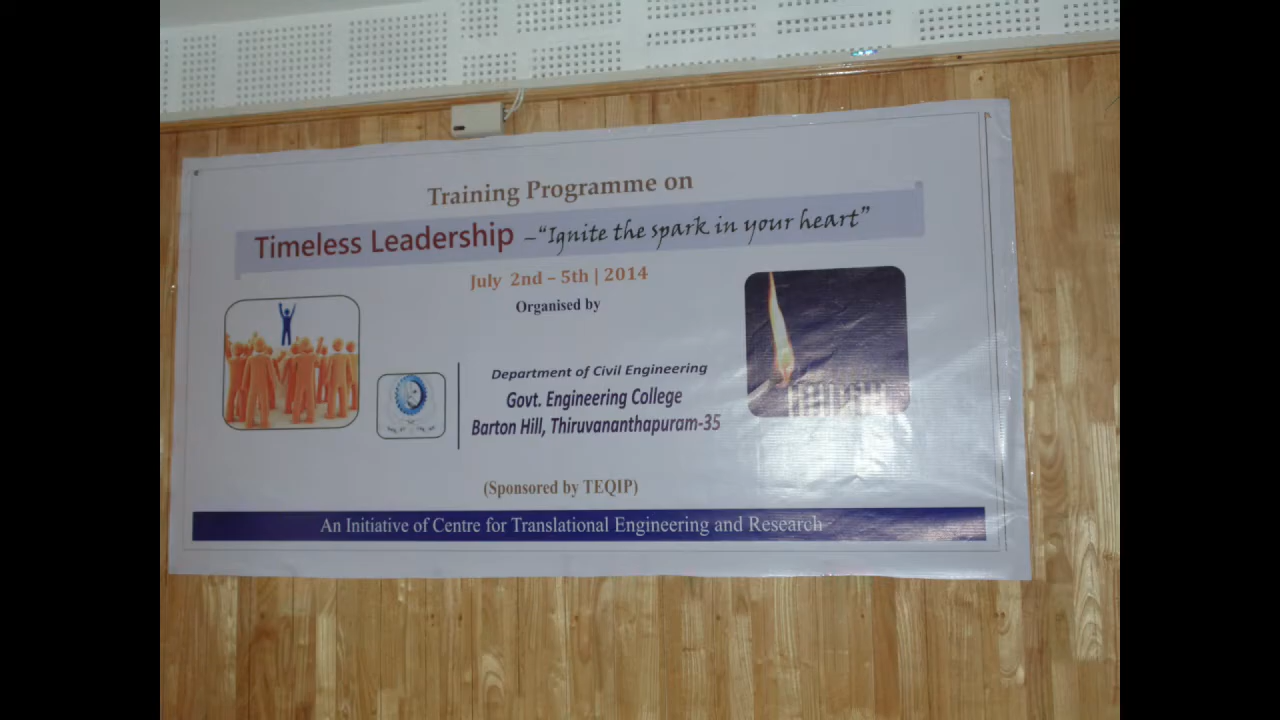 Training Programme on
Timeless Leadership –“Ignite the spark in your heart”
July 2nd – 5th | 2014
Organised by
Department of Civil Engineering
Govt. Engineering College
Barton Hill, Thiruvananthapuram-35
(Sponsored by TEQIP)
An Initiative of Centre for Translational Engineering and Research